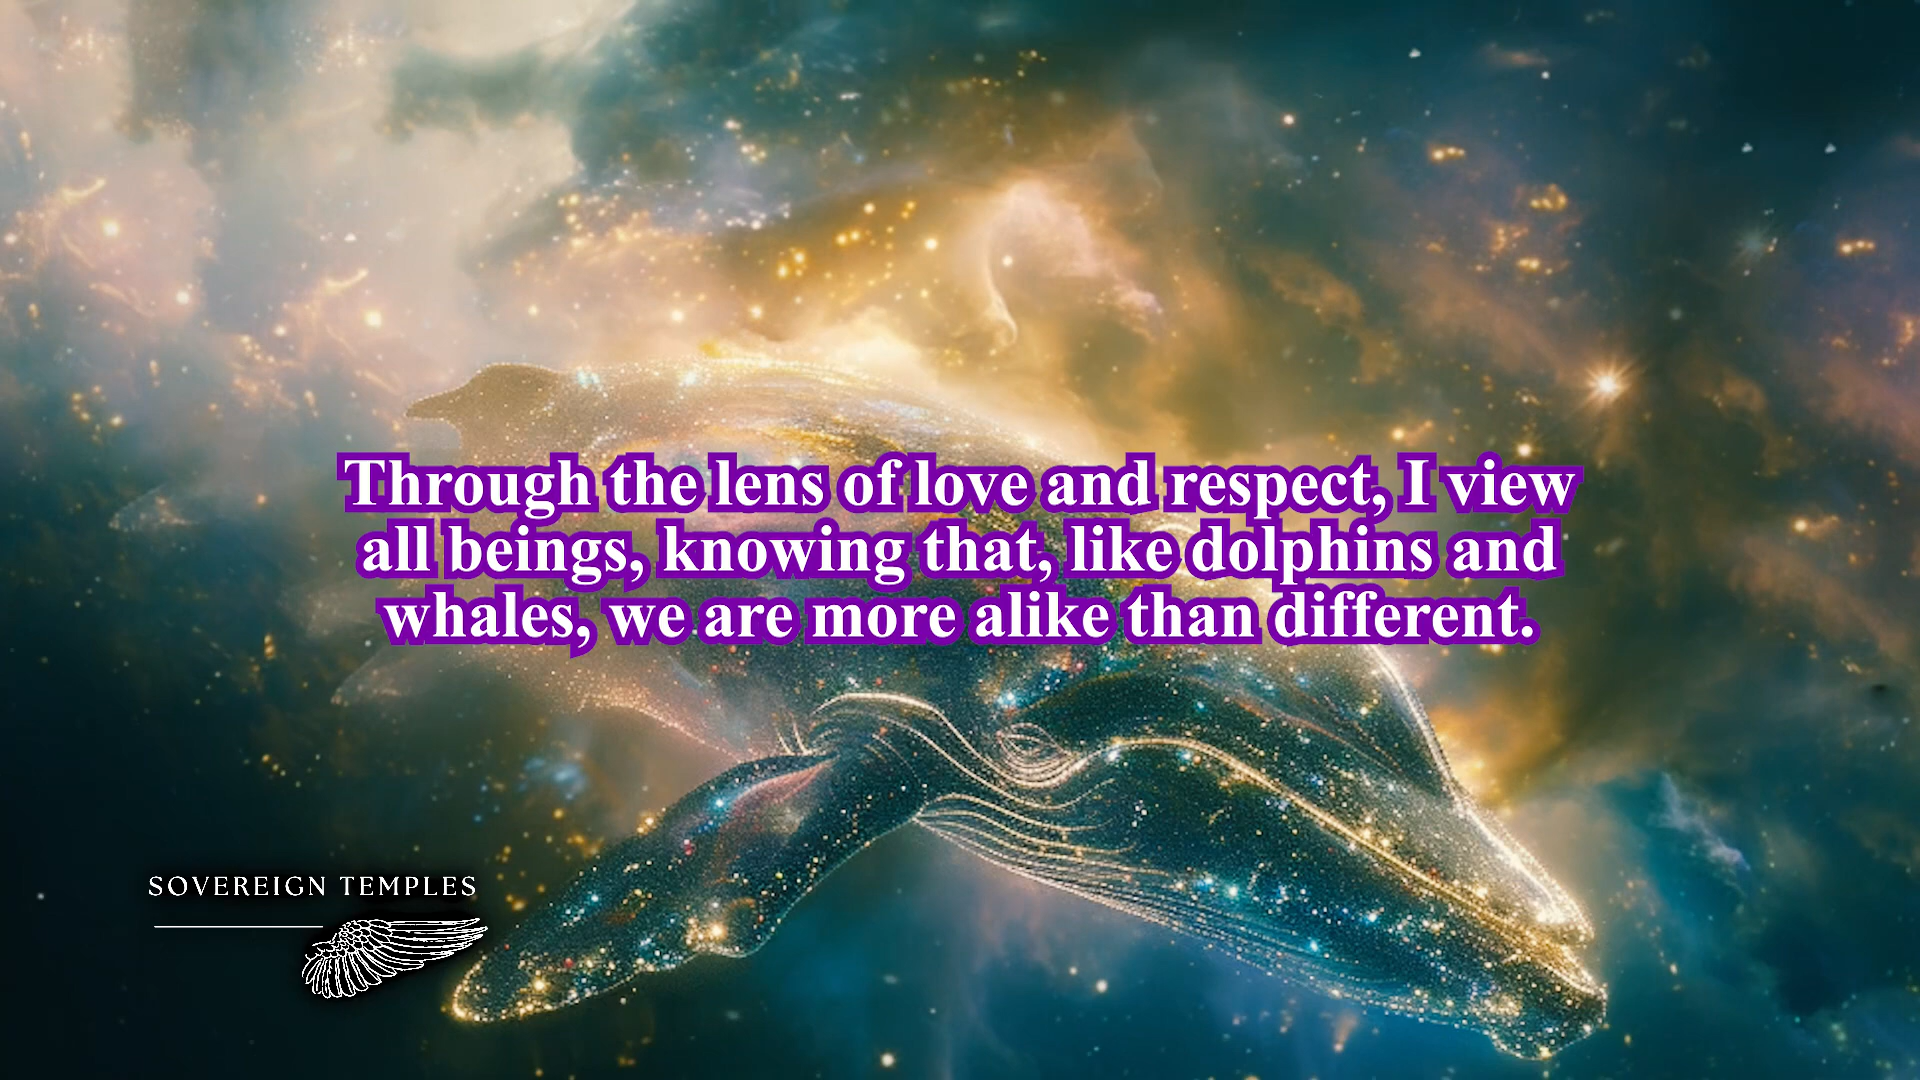 Through the lens of love and respect, I view
all beings, knowing that, like dolphins and
whales, we are more alike than different.
SOVEREIGN TEMPLES